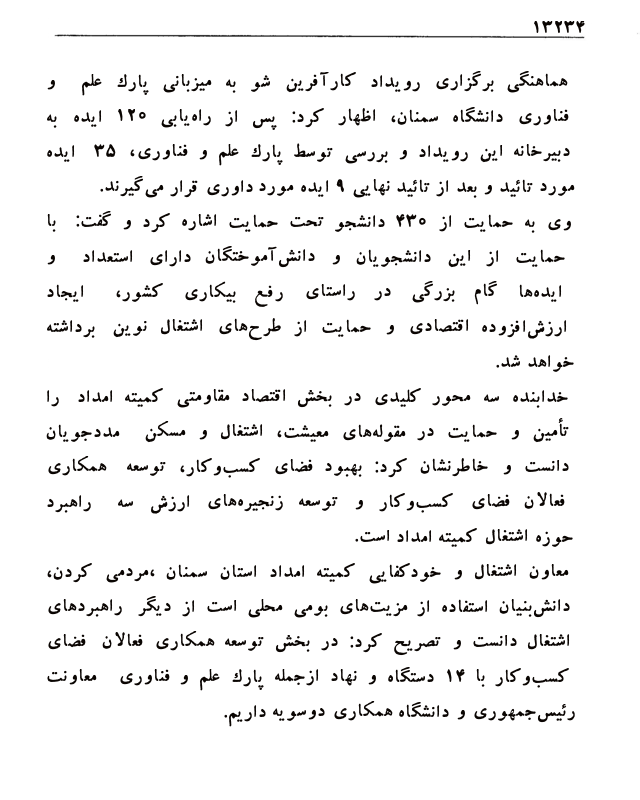 ۱۳۲۳۴
هماهنگی برگزاری رویداد کارآفرین شو به میزبانی پارك علم و
فناوری دانشگاه سمنان، اظهار کرد: پس از راه‌یابی ۱۲۰ ایده به
دبیرخانه این رویداد و بررسی توسط پارك علم و فناوری، ۳۵ ایده
مورد تائید و بعد از تائید نهایی ۹ ایده مورد داوری قرار می‌گیرند.
وی به حمایت از ۴۳۰ دانشجو تحت حمایت اشاره کرد و گفت: با
حمایت از این دانشجویان و دانش‌آموختگان دارای استعداد و
ایده‌ها گام بزرگی در راستای رفع بیکاری کشور، ایجاد
ارزش‌افزوده اقتصادی و حمایت از طرح‌های اشتغال نوین برداشته
خواهد شد.
خدابنده سه محور کلیدی در بخش اقتصاد مقاومتی کمیته امداد را
تأمین و حمایت در مقوله‌های معیشت، اشتغال و مسکن مددجویان
دانست و خاطرنشان کرد: بهبود فضای کسب‌وکار، توسعه همکاری
فعالان فضای کسب‌وکار و توسعه زنجیره‌های ارزش سه راهبرد
حوزه اشتغال کمیته امداد است.
معاون اشتغال و خودکفایی کمیته امداد استان سمنان ،مردمی کردن،
دانش‌بنیان استفاده از مزیت‌های بومی محلی است از دیگر راهبردهای
اشتغال دانست و تصریح کرد: در بخش توسعه همکاری فعالان فضای
کسب‌وکار با ۱۴ دستگاه و نهاد ازجمله پارك علم و فناوری معاونت
رئیس‌جمهوری و دانشگاه همکاری دوسویه داریم.